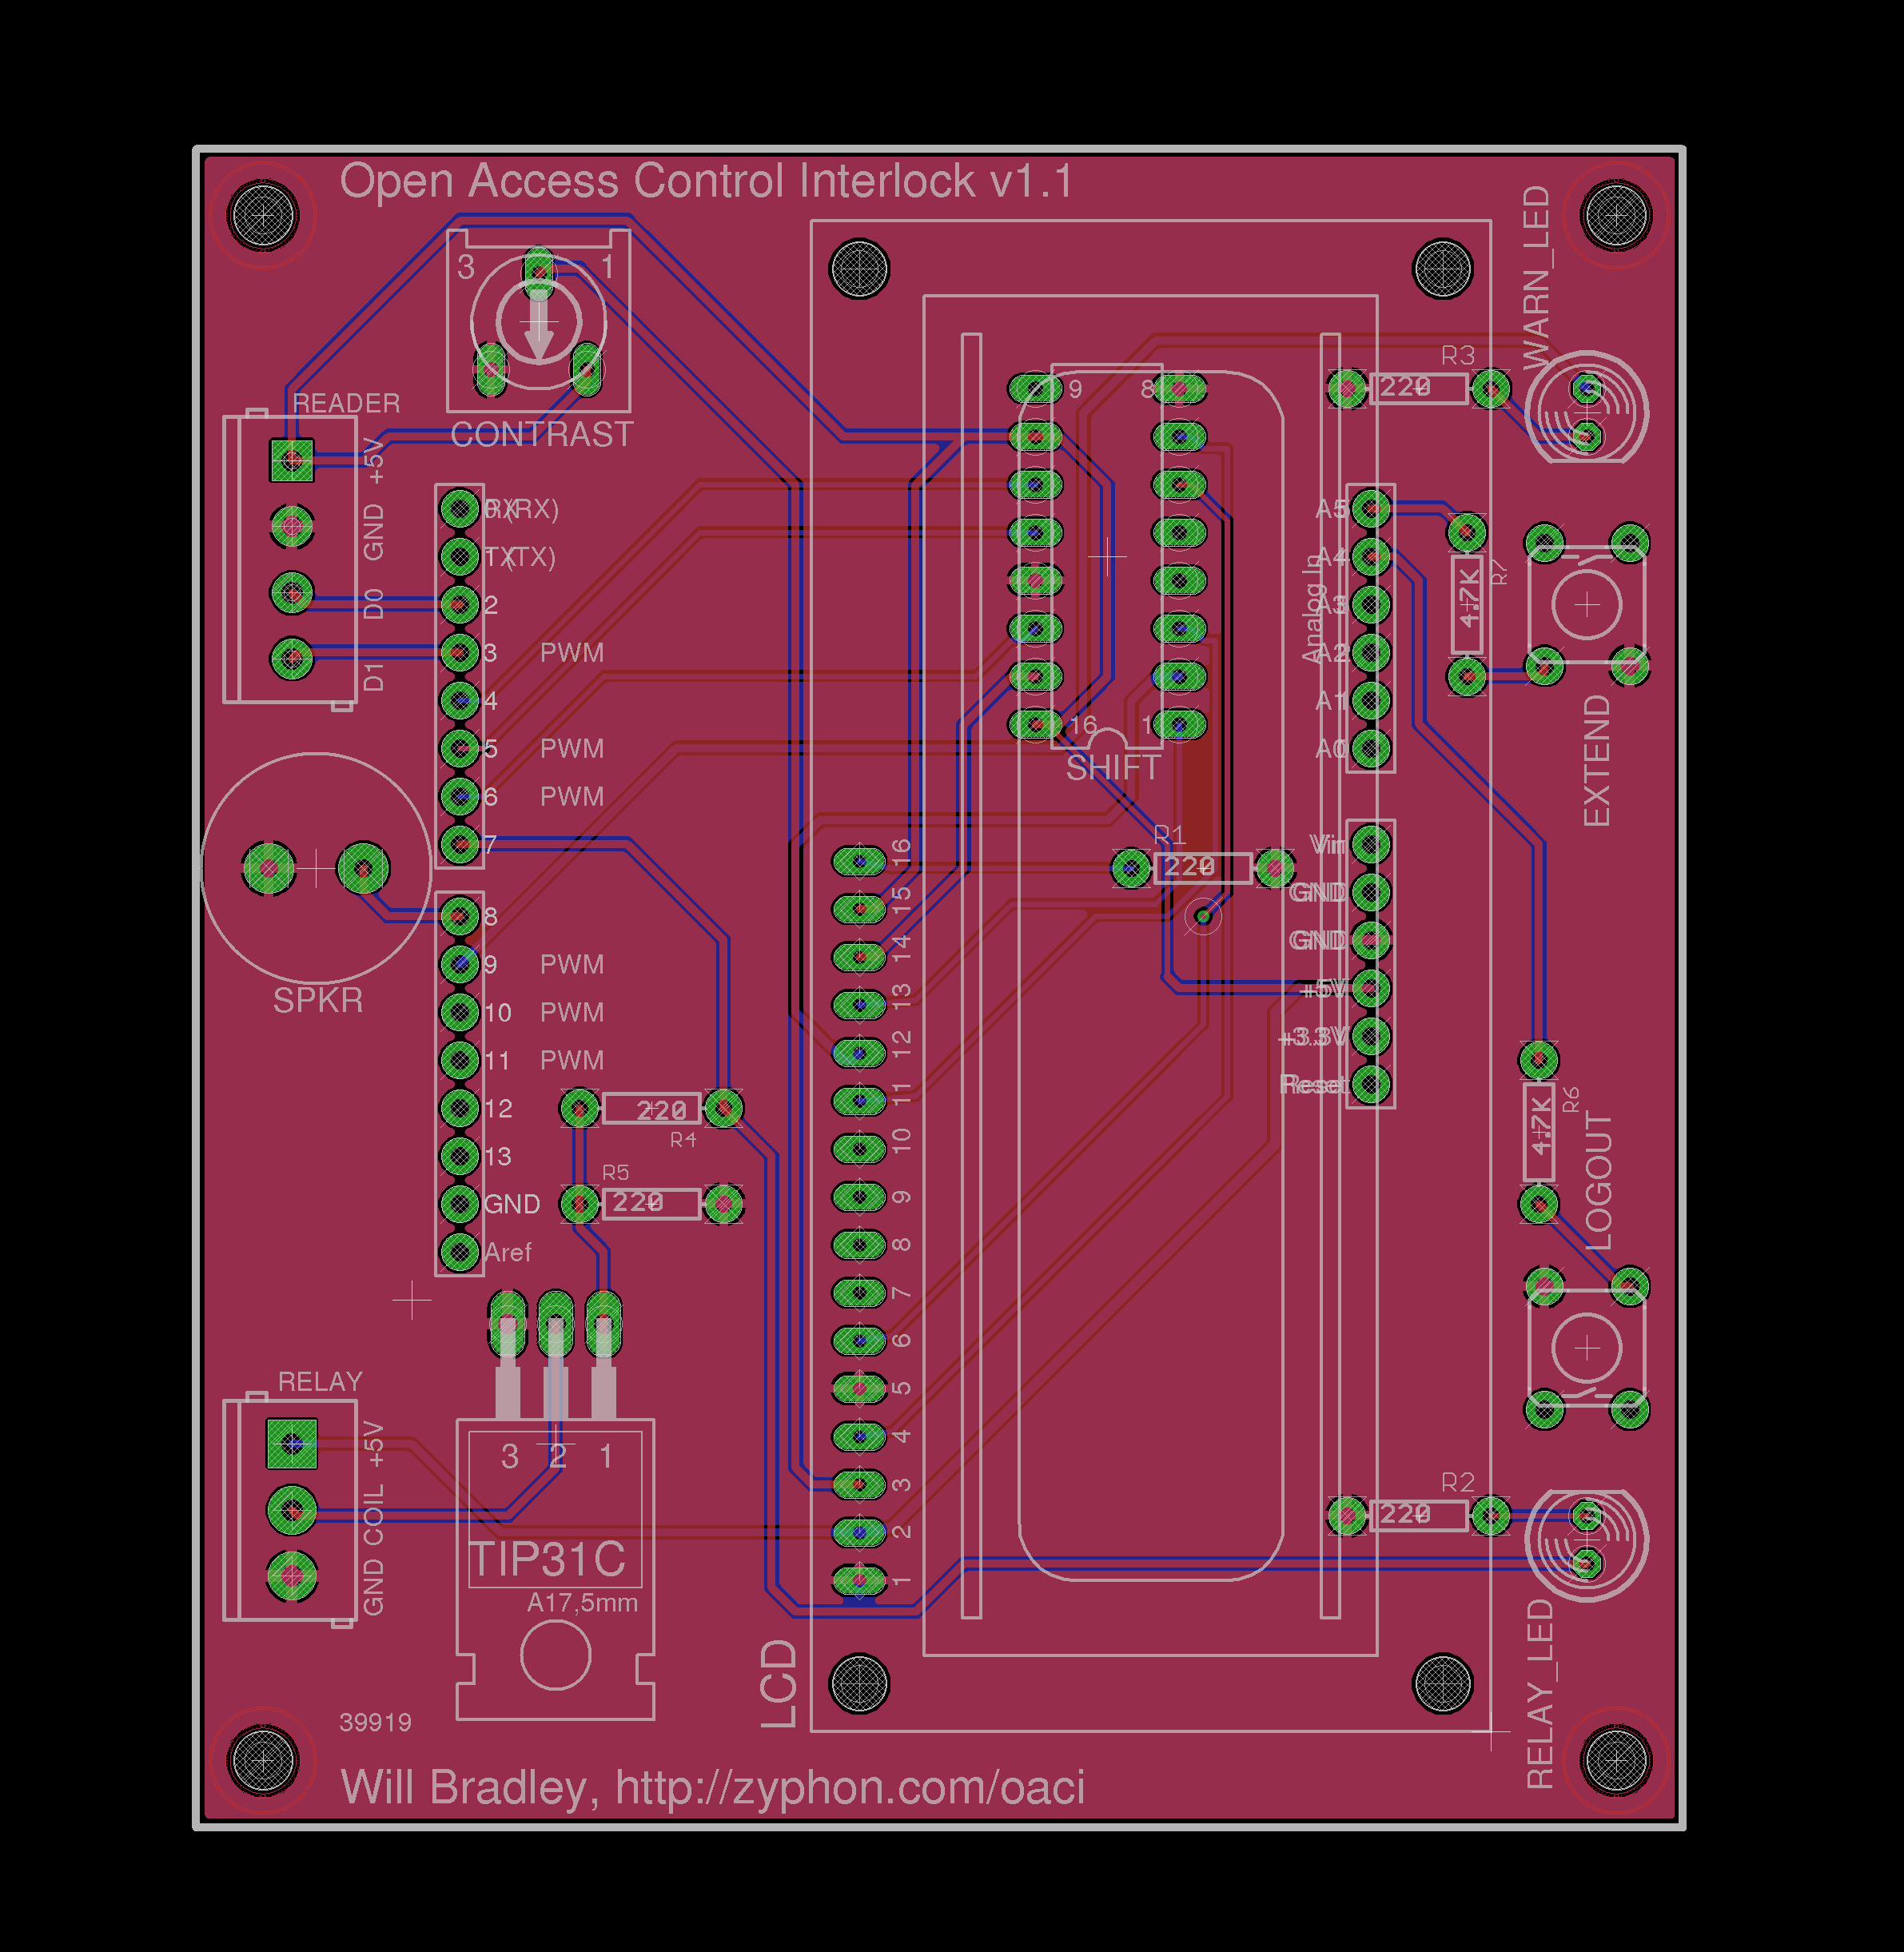 Open Access Control Interlock v1.1
WARN_LED
3
1
READER
CONTRAST
+5V
GND
D0
D1
RX
TX
2
3 PWM
4
5 PWM
6 PWM
7
8
9 PWM
10 PWM
11 PWM
12
13
GND
Aref
SPKR
9
8
16
1
SHIFT
R3
220
A5
A4
A3
A2
A1
A0
Analog In
4.7K
R7
EXTEND
R1
220
Vin
GND
GND
+5V
+3.3V
Reset
16
15
14
13
12
11
10
9
8
7
6
5
4
3
2
1
220
R4
R5
220
4.7K
R6
LOGOUT
RELAY
+5V
COIL
GND
3
2
1
TIP31C
A17,5mm
LCD
R2
220
RELAY_LED
39919
Will Bradley, http://zyphon.com/oaci